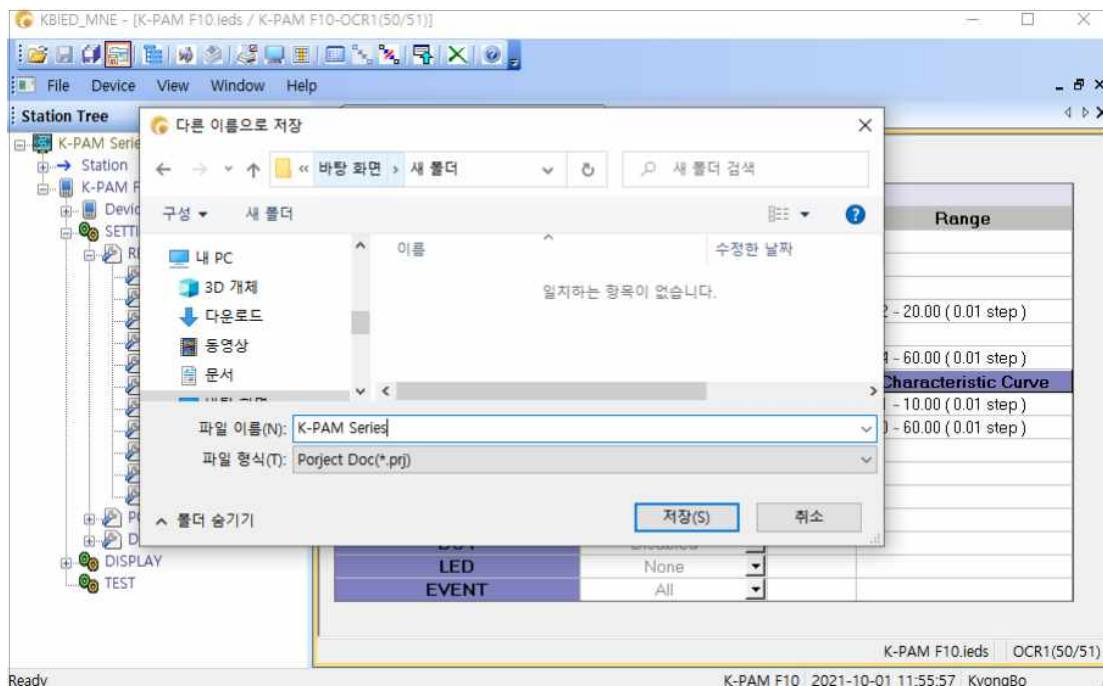 KBIED_MNE - [K-PAM F10.ieds / K-PAM F10-OCR1(50/51)]
File Device View Window Help
Station Tree
K-PAM Serie
Station
K-PAM F
Devic
SETTI
DISPLAY
TEST
다른 이름으로 저장
« 바탕 화면 › 새 폴더
새 폴더 검색
구성 새 폴더
내 PC
3D 개체
다운로드
동영상
문서
이름 수정한 날짜
일치하는 항목이 없습니다.
파일 이름(N): K-PAM Series
파일 형식(T): Porject Doc(*.prj)
폴더 숨기기
저장(S) 취소
Range
- 20.00 ( 0.01 step )
- 60.00 ( 0.01 step )
Characteristic Curve
- 10.00 ( 0.01 step )
- 60.00 ( 0.01 step )
LED None
EVENT All
K-PAM F10.ieds OCR1(50/51)
Ready K-PAM F10 2021-10-01 11:55:57 KyongBo